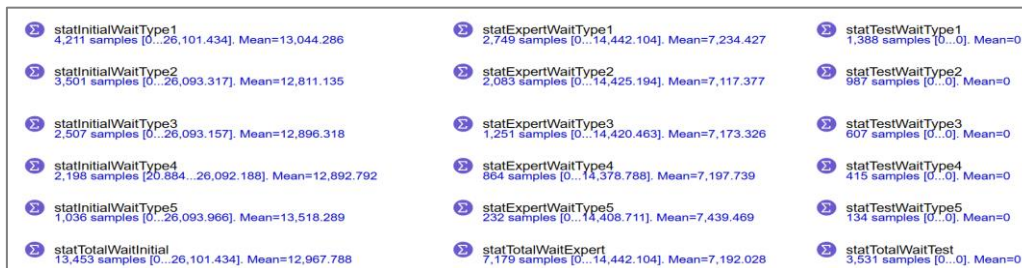 statInitialWaitType1
4,211 samples [0...26,101.434]. Mean=13,044.286
statExpertWaitType1
2,749 samples [0...14,442.104]. Mean=7,234.427
statTestWaitType1
1,388 samples [0...0]. Mean=0
statInitialWaitType2
3,501 samples [0...26,093.317]. Mean=12,811.135
statExpertWaitType2
2,083 samples [0...14,425.194]. Mean=7,117.377
statTestWaitType2
987 samples [0...0]. Mean=0
statInitialWaitType3
2,507 samples [0...26,093.157]. Mean=12,896.318
statExpertWaitType3
1,251 samples [0...14,420.463]. Mean=7,173.326
statTestWaitType3
607 samples [0...0]. Mean=0
statInitialWaitType4
2,198 samples [20.884...26,092.188]. Mean=12,892.792
statExpertWaitType4
864 samples [0...14,378.788]. Mean=7,197.739
statTestWaitType4
415 samples [0...0]. Mean=0
statInitialWaitType5
1,036 samples [0...26,093.966]. Mean=13,518.289
statExpertWaitType5
232 samples [0...14,408.711]. Mean=7,439.469
statTestWaitType5
134 samples [0...0]. Mean=0
statTotalWaitInitial
13,453 samples [0...26,101.434]. Mean=12,967.788
statTotalWaitExpert
7,179 samples [0...14,442.104]. Mean=7,192.028
statTotalWaitTest
3,531 samples [0...0]. Mean=0